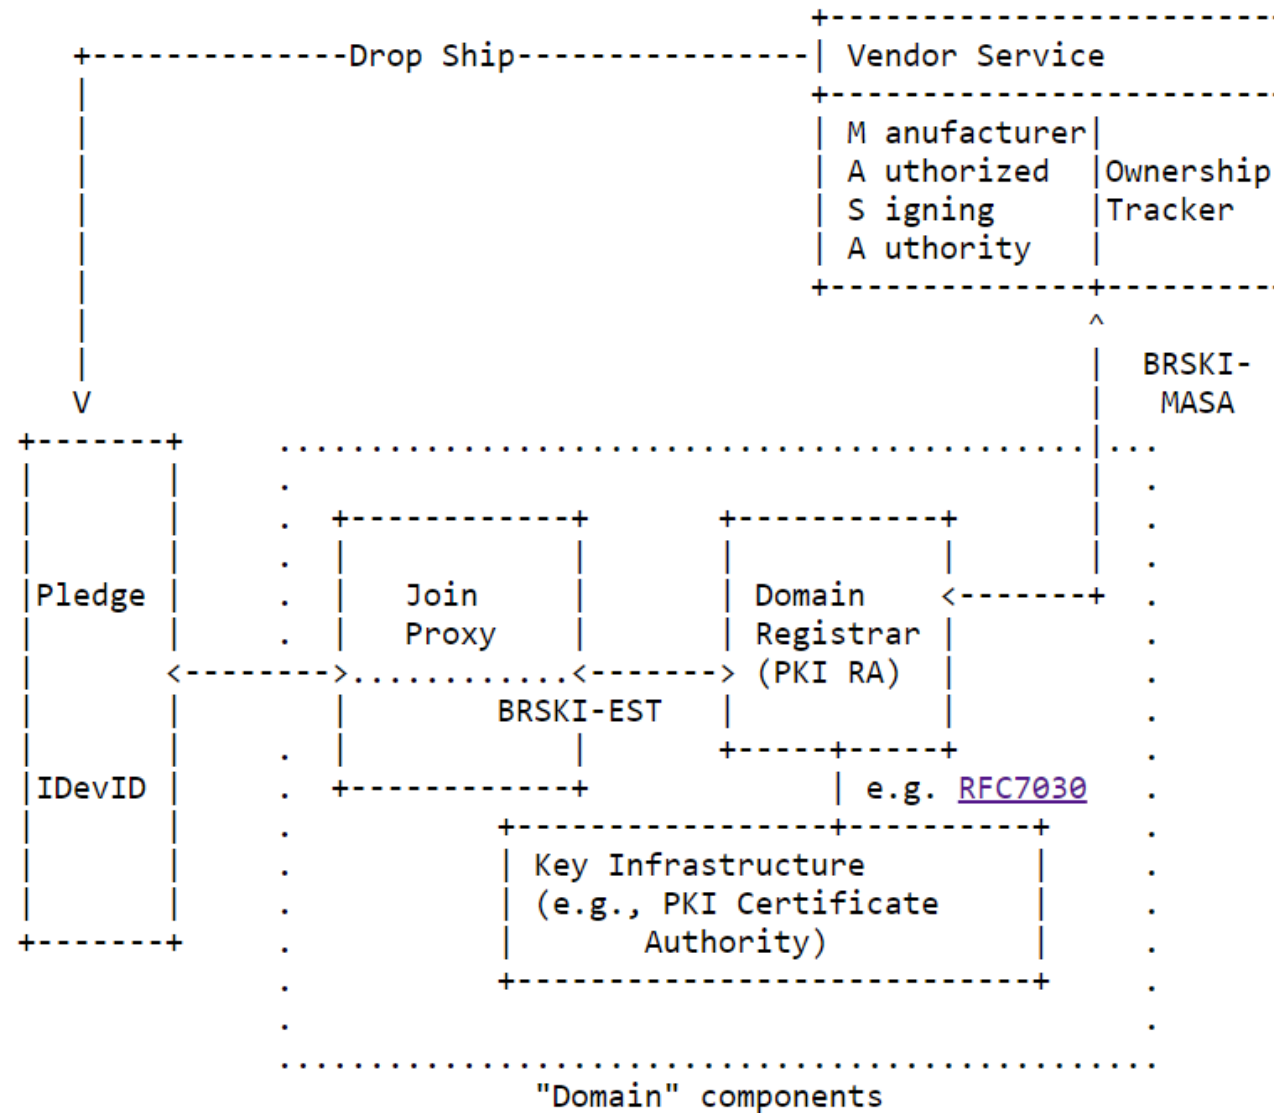 Drop Ship
Vendor Service
M anufacturer
A uthorized
S igning
A uthority
Ownership
Tracker
BRSKI-
MASA
Pledge
IDevID
Join
Proxy
Domain
Registrar
(PKI RA)
BRSKI-EST
e.g. RFC7030
Key Infrastructure
(e.g., PKI Certificate
Authority)
"Domain" components